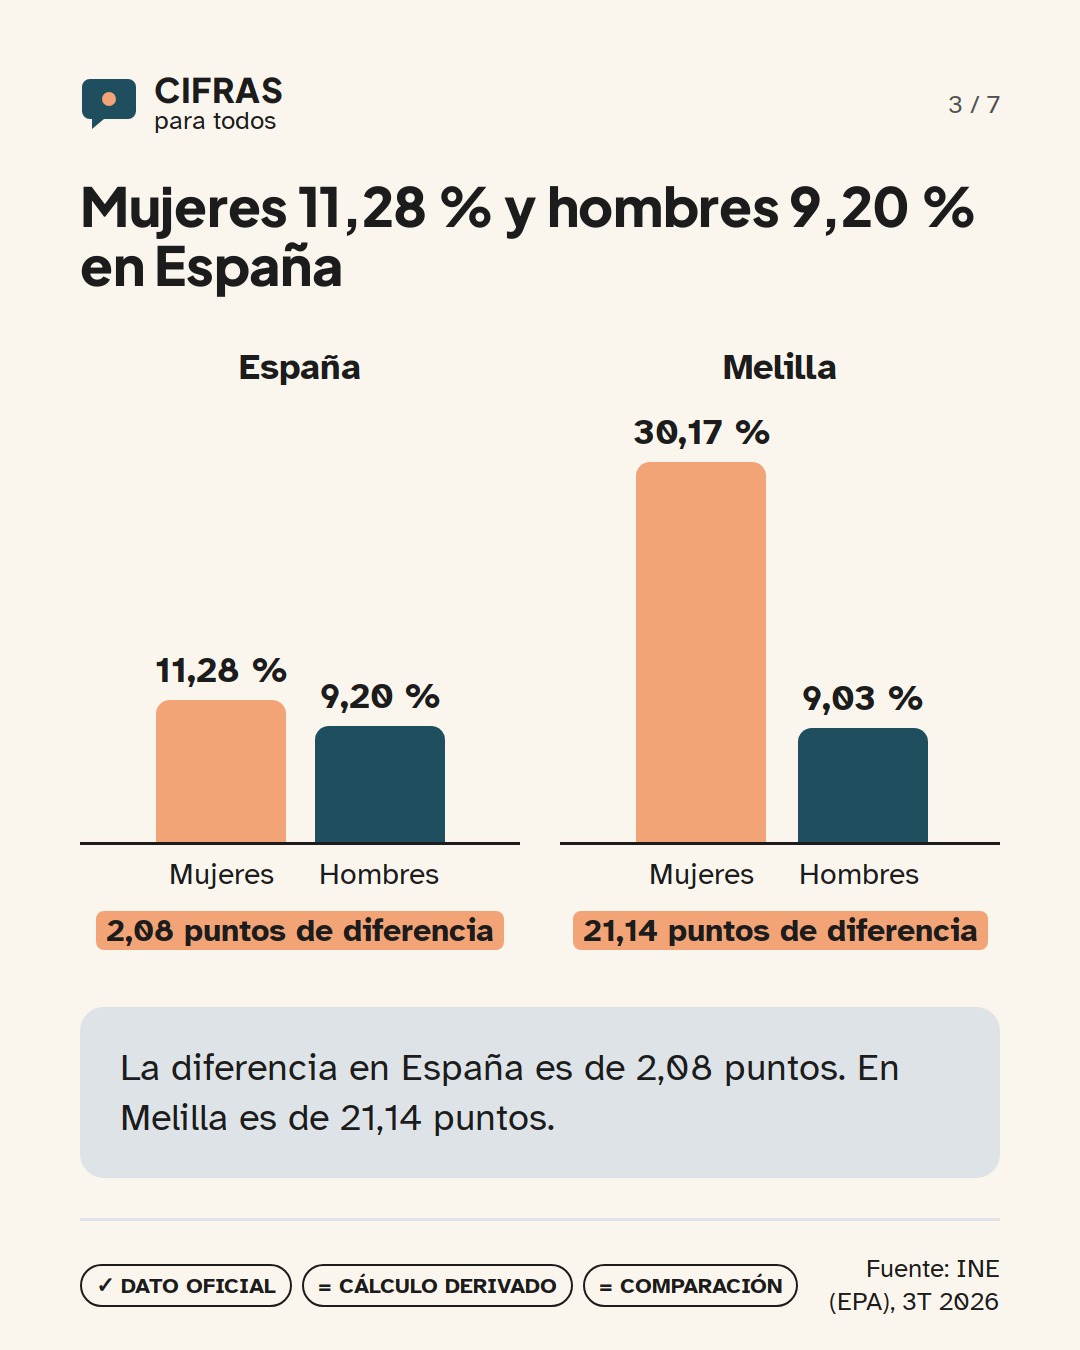 CIFRAS
para todos
3 / 7
Mujeres 11,28 % y hombres 9,20 %
en España
España
11,28 %
9,20 %
Mujeres
Hombres
2,08 puntos de diferencia
Melilla
30,17 %
9,03 %
Mujeres
Hombres
21,14 puntos de diferencia
La diferencia en España es de 2,08 puntos. En
Melilla es de 21,14 puntos.
✓ DATO OFICIAL
= CÁLCULO DERIVADO
= COMPARACIÓN
Fuente: INE
(EPA), 3T 2026